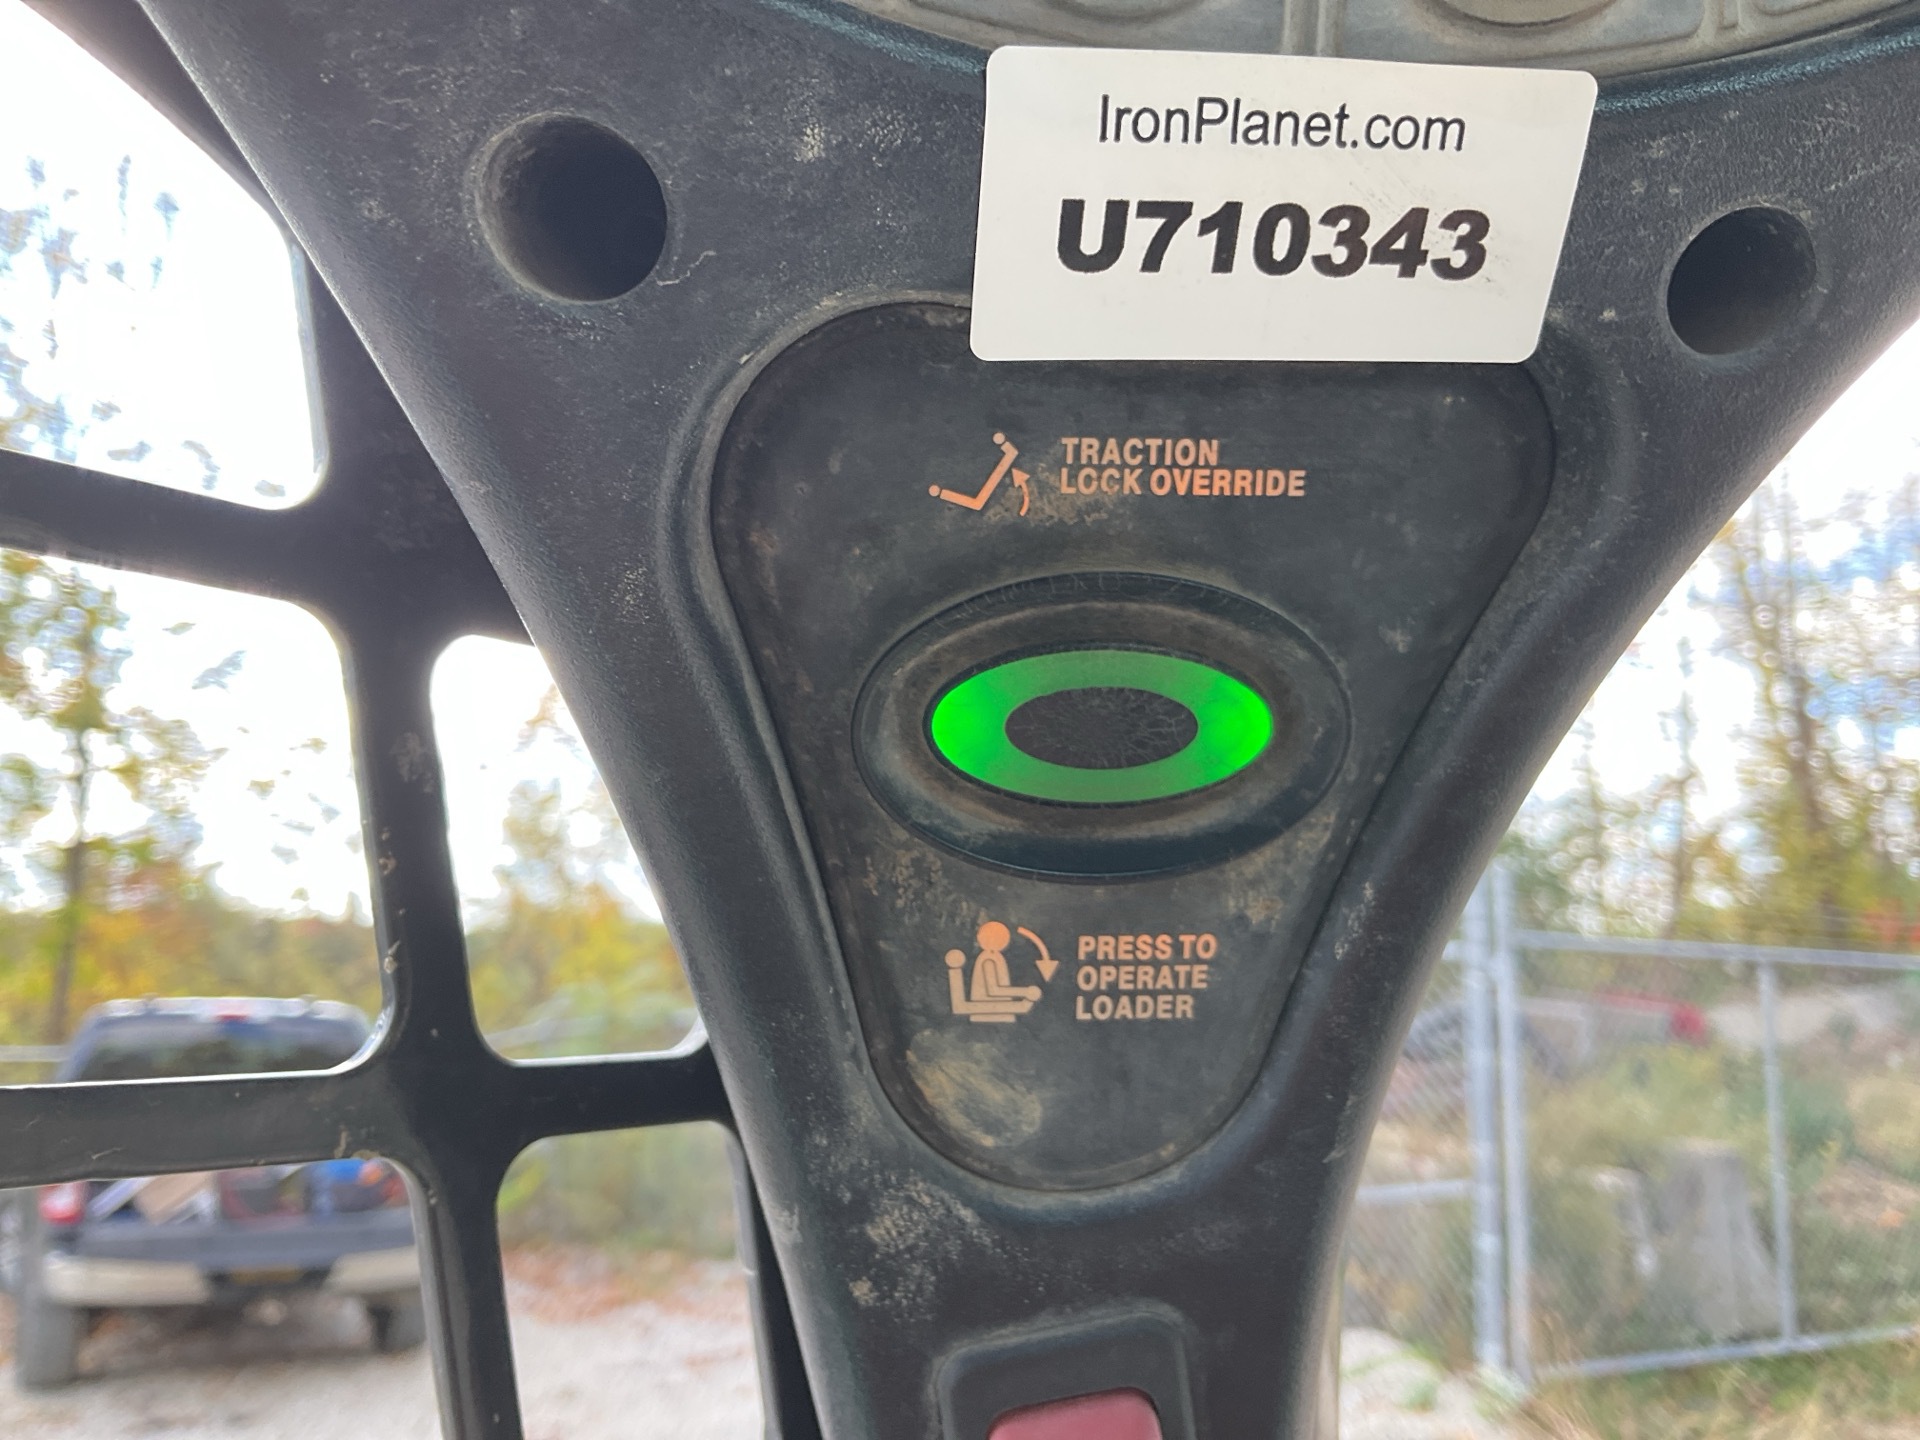 IronPlanet.com
U710343
TRACTION
LOCK OVERRIDE
PRESS TO
OPERATE
LOADER